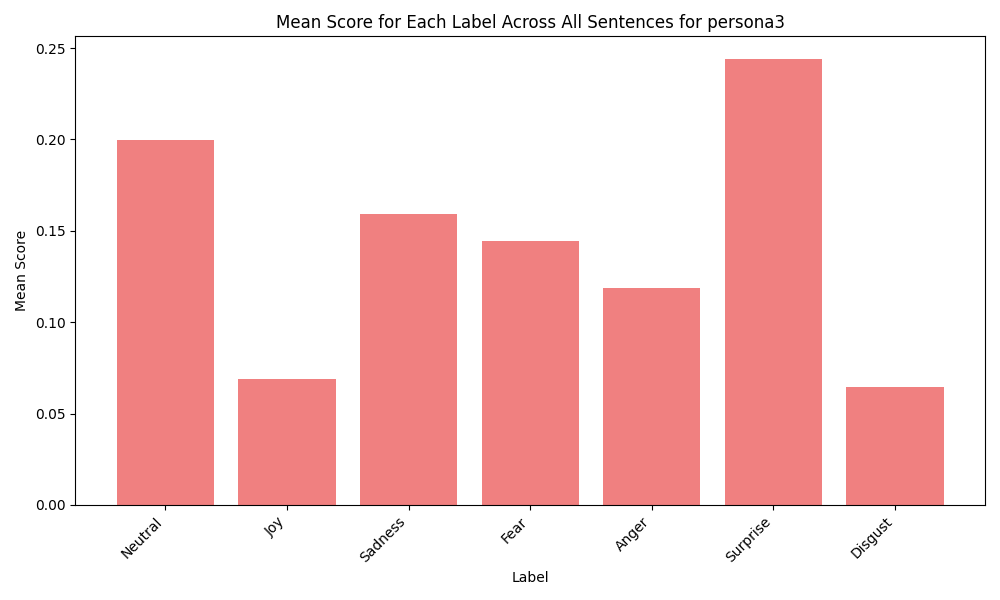 Mean Score for Each Label Across All Sentences for persona3
Mean Score
0.25
0.20
0.15
0.10
0.05
0.00
Neutral
Joy
Sadness
Fear
Anger
Surprise
Disgust
Label